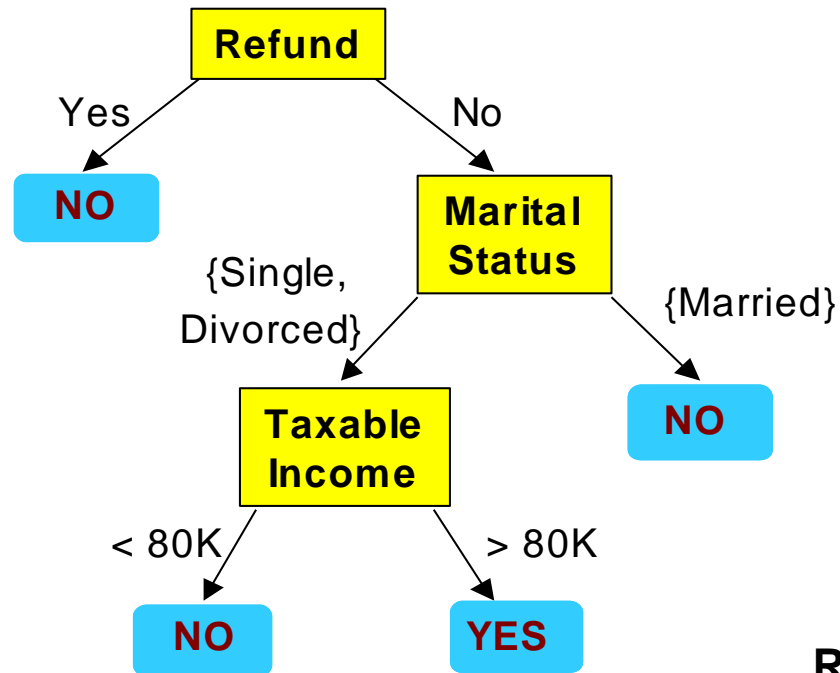 Refund
Yes
No
NO
Marital
Status
{Single,
Divorced}
{Married}
Taxable
Income
NO
< 80K
> 80K
NO
YES